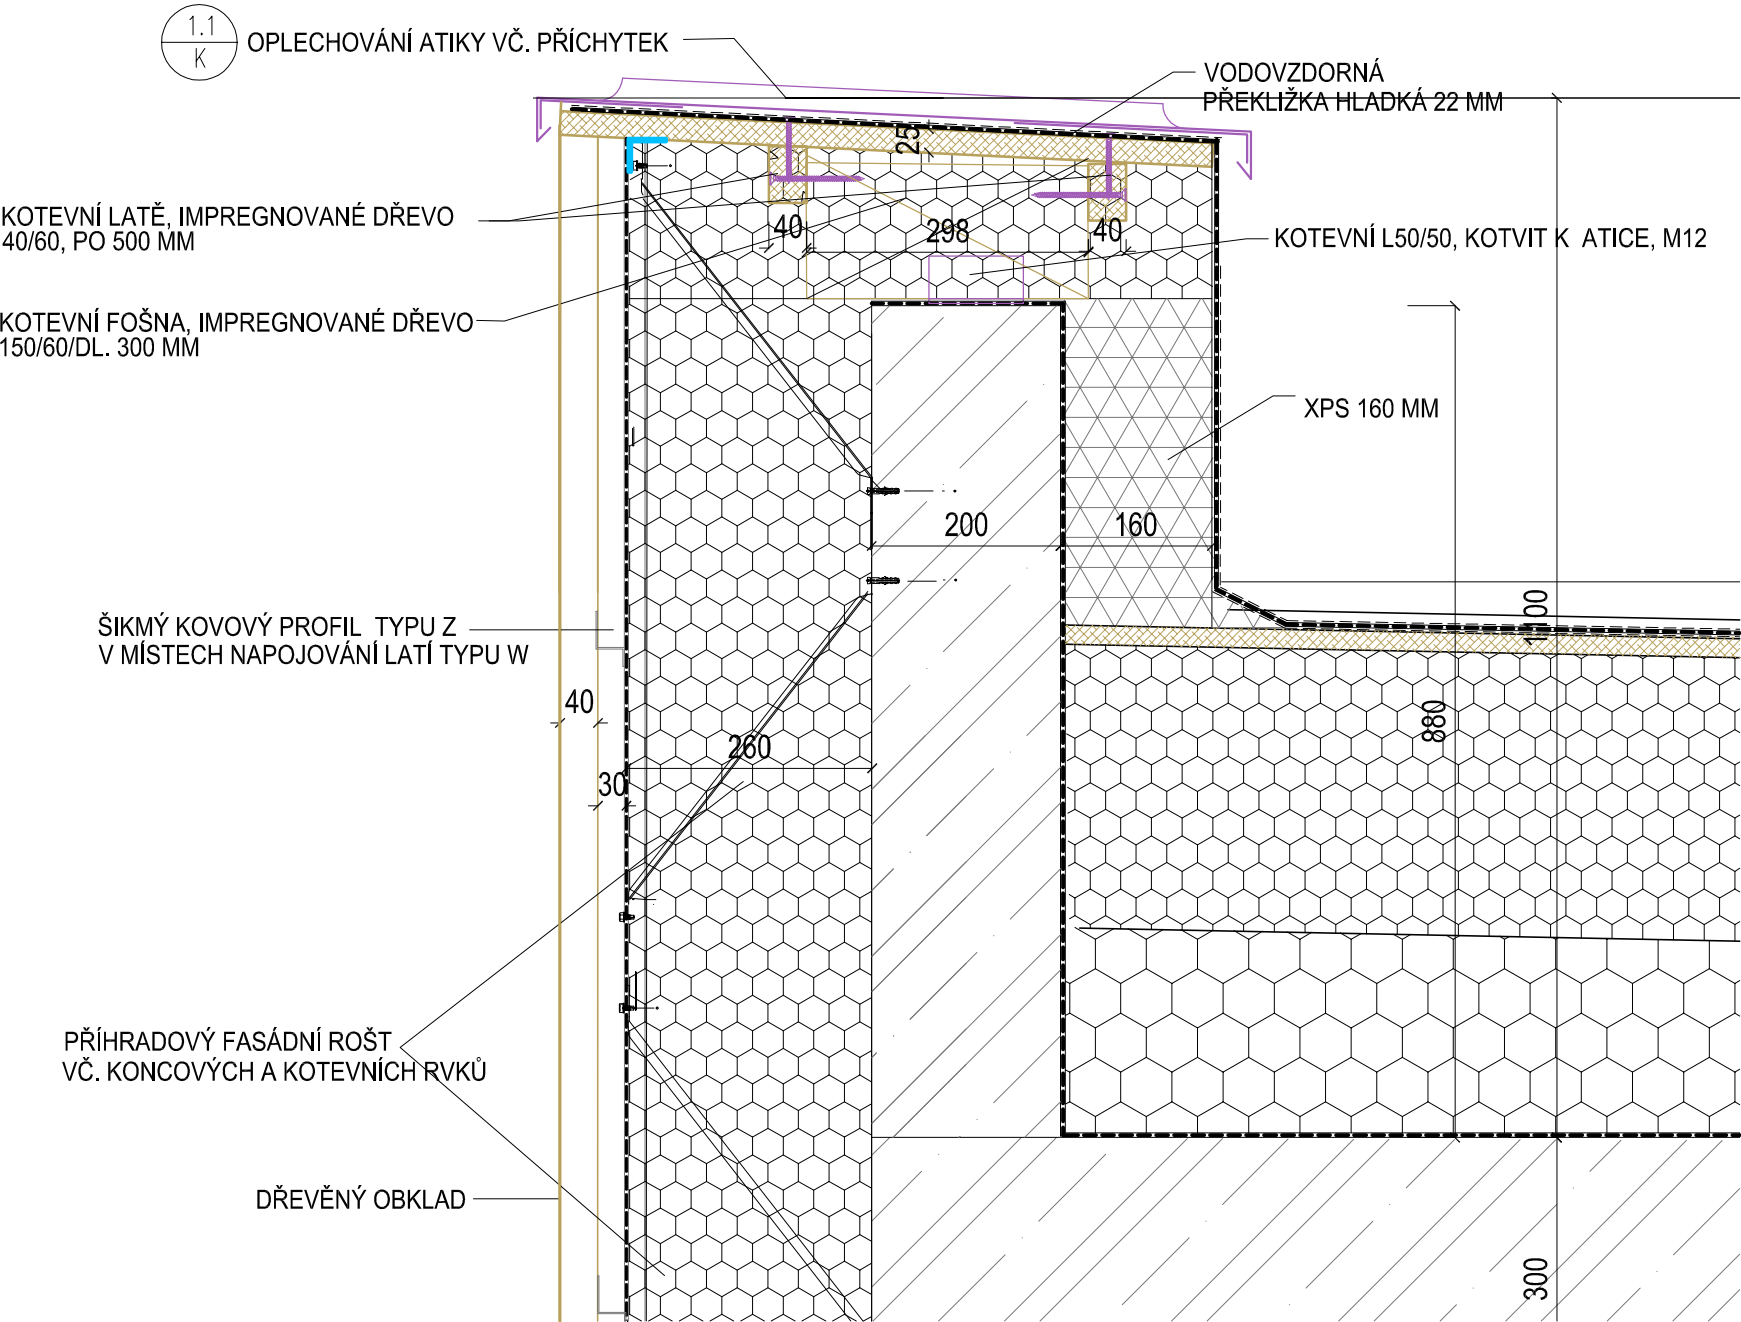 1.1
K
OPLECHOVÁNÍ ATIKY VČ. PŘÍCHYTEK
VODOVZDORNÁ
PŘEKLIŽKA HLADKÁ 22 MM
25
KOTEVNÍ LATĚ, IMPREGNOVANÉ DŘEVO
40/60, PO 500 MM
40
298
40
KOTEVNÍ L50/50, KOTVIT K ATICE, M12
KOTEVNÍ FOŠNA, IMPREGNOVANÉ DŘEVO
150/60/DL. 300 MM
XPS 160 MM
200
160
1100
ŠIKMÝ KOVOVÝ PROFIL TYPU Z
V MÍSTECH NAPOJOVÁNÍ LATÍ TYPU W
40
880
260
30
PŘÍHRADOVÝ FASÁDNÍ ROŠT
VČ. KONCOVÝCH A KOTEVNÍCH RVKŮ
DŘEVĚNÝ OBKLAD
300